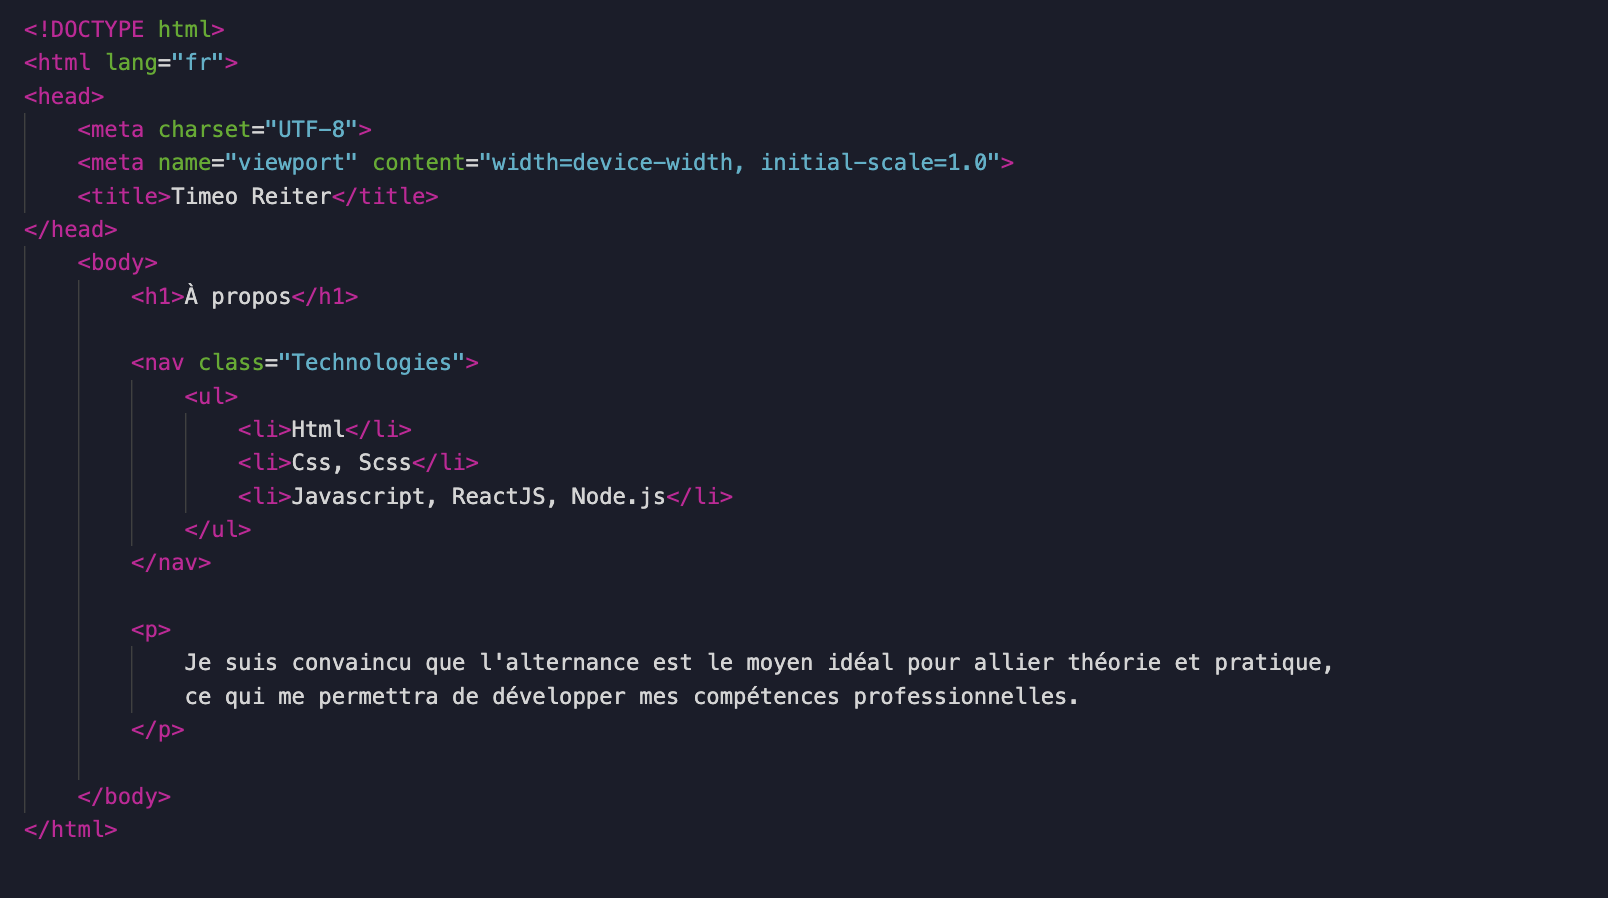 <!DOCTYPE html>
<html lang="fr">
<head>
    <meta charset="UTF-8">
    <meta name="viewport" content="width=device-width, initial-scale=1.0">
    <title>Timeo Reiter</title>
</head>
    <body>
        <h1>À propos</h1>

        <nav class="Technologies">
            <ul>
                <li>Html</li>
                <li>Css, Scss</li>
                <li>Javascript, ReactJS, Node.js</li>
            </ul>
        </nav>

        <p>
            Je suis convaincu que l'alternance est le moyen idéal pour allier théorie et pratique,
            ce qui me permettra de développer mes compétences professionnelles.
        </p>

    </body>
</html>